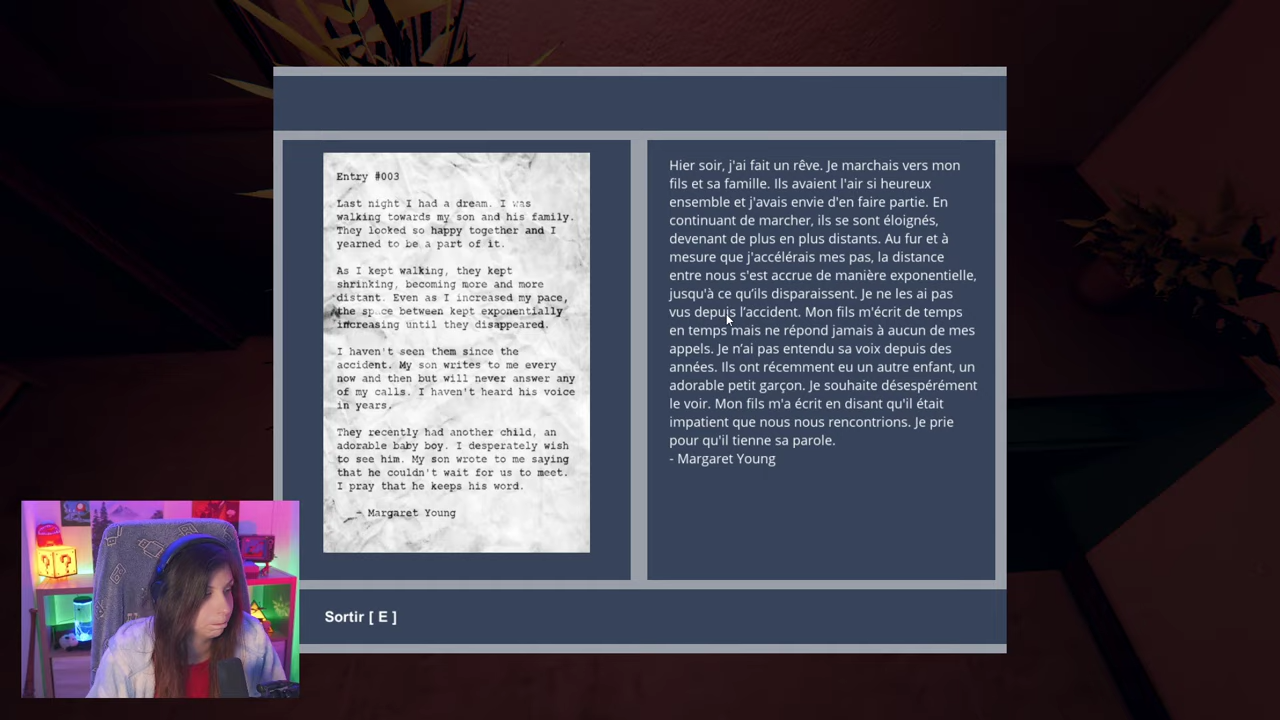 Entry #003
Last night I had a dream. I was
walking towards my son and his family.
They looked so happy together and I
yearned to be a part of it.
As I kept walking, they kept
shrinking, becoming more and more
distant. Even as I increased my pace,
the space between kept exponentially
increasing until they disappeared.
I haven't seen them since the
accident. My son writes to me every
now and then but will never answer any
of my calls. I haven't heard his voice
in years.
They recently had another child, an
adorable baby boy. I desperately wish
to see him. My son wrote to me saying
that he couldn't wait for us to meet.
I pray that he keeps his word.
- Margaret Young
Hier soir, j'ai fait un rêve. Je marchais vers mon
fils et sa famille. Ils avaient l'air si heureux
ensemble et j'avais envie d'en faire partie. En
continuant de marcher, ils se sont éloignés,
devenant de plus en plus distants. Au fur et à
mesure que j'accélérais mes pas, la distance
entre nous s'est accrue de manière exponentielle,
jusqu'à ce qu'ils disparaissent. Je ne les ai pas
vus depuis l'accident. Mon fils m'écrit de temps
en temps mais ne répond jamais à aucun de mes
appels. Je n'ai pas entendu sa voix depuis des
années. Ils ont récemment eu un autre enfant, un
adorable petit garçon. Je souhaite désespérément
le voir. Mon fils m'a écrit en disant qu'il était
impatient que nous nous rencontrions. Je prie
pour qu'il tienne sa parole.
- Margaret Young
Sortir [ E ]